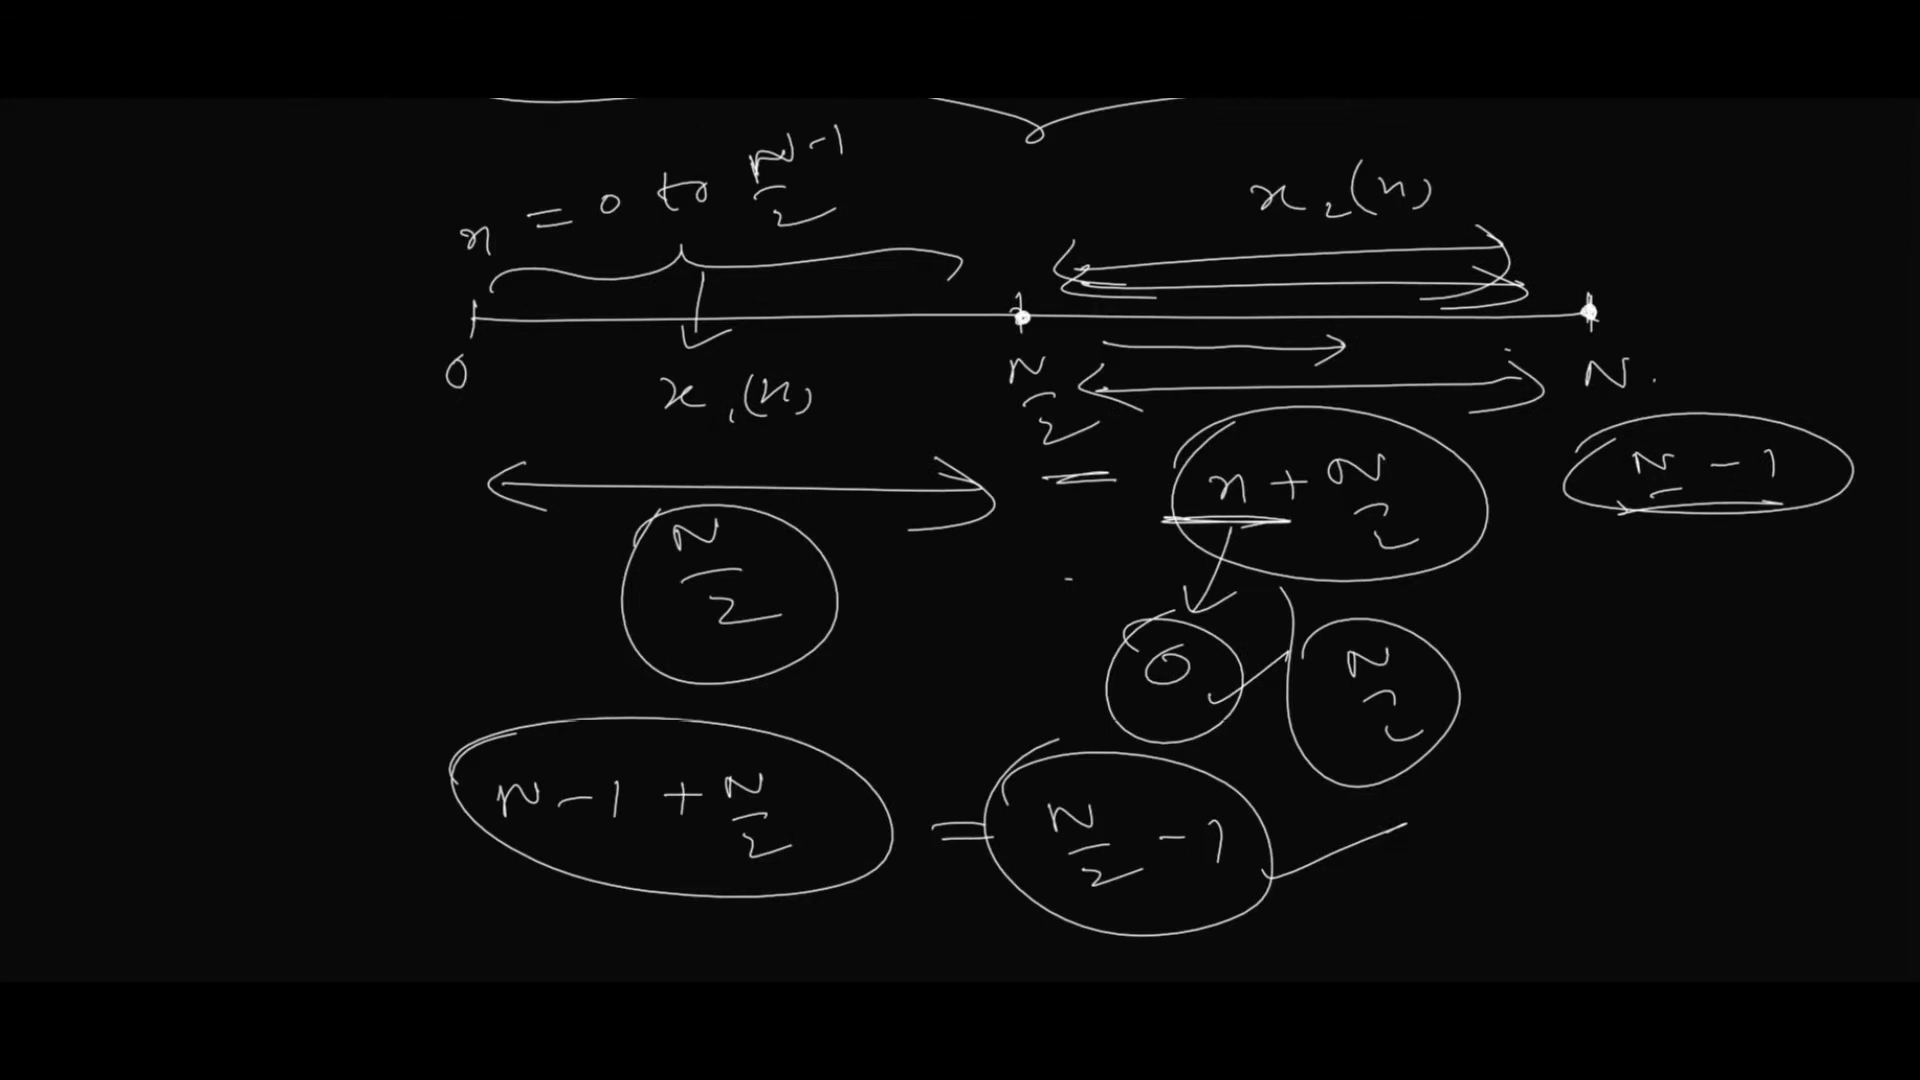 n = 0 to N/2 -1
x₂(n)
0
N/2
N.
x₁(n)
= n + N/2
N - 1
N/2
0
N/2
N-1 + N/2 = N/2 - 1